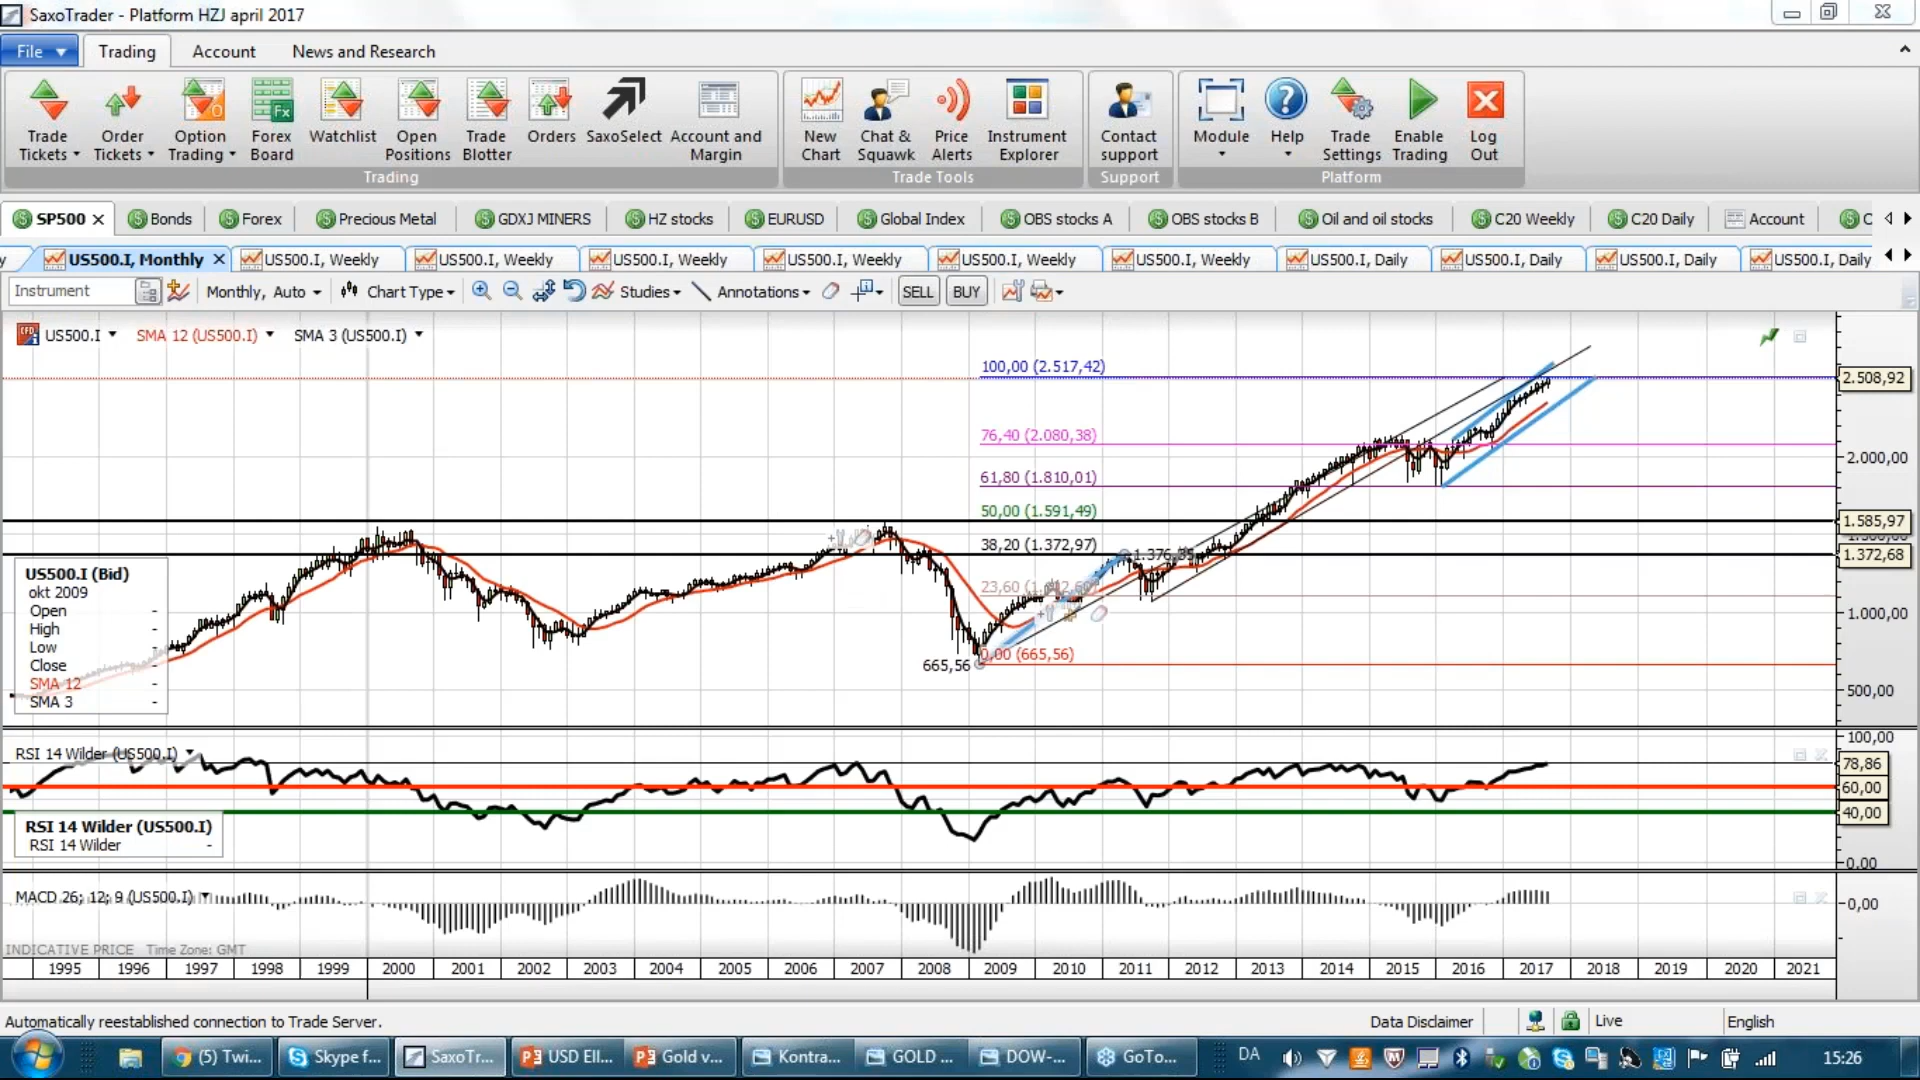 SaxoTrader - Platform HZJ april 2017
File Trading Account News and Research
Trade Tickets Order Tickets Option Trading Forex Board Watchlist Open Positions Trade Blotter Orders SaxoSelect Account and Margin New Chart Chat & Squawk Price Alerts Instrument Explorer Contact support Module Help Trade Settings Enable Trading Log Out
Trading Trade Tools Support Platform
SP500 Bonds Forex Precious Metal GDXJ MINERS HZ stocks EURUSD Global Index OBS stocks A OBS stocks B Oil and oil stocks C20 Weekly C20 Daily Account
US500.I, Monthly US500.I, Weekly US500.I, Weekly US500.I, Weekly US500.I, Weekly US500.I, Weekly US500.I, Weekly US500.I, Daily US500.I, Daily US500.I, Daily US500.I, Daily
Instrument Monthly, Auto Chart Type Studies Annotations SELL BUY
US500.I SMA 12 (US500.I) SMA 3 (US500.I)
100,00 (2.517,42)
2.508,92
76,40 (2.080,38)
2.000,00
61,80 (1.810,01)
50,00 (1.591,49)
1.585,97
38,20 (1.372,97)
1.372,68
US500.I (Bid)
okt 2009
Open -
High -
Low -
Close -
SMA 12 -
SMA 3 -
23,60
1.000,00
0,00 (665,56)
665,56
500,00
RSI 14 Wilder (US500.I)
100,00
78,86
60,00
40,00
0,00
RSI 14 Wilder (US500.I)
RSI 14 Wilder -
MACD 26; 12; 9 (US500.I)
0,00
INDICATIVE PRICE Time Zone: GMT
1995 1996 1997 1998 1999 2000 2001 2002 2003 2004 2005 2006 2007 2008 2009 2010 2011 2012 2013 2014 2015 2016 2017 2018 2019 2020 2021
Automatically reestablished connection to Trade Server. Data Disclaimer Live English
(5) Twi... Skype f... SaxoTr... USD Ell... Gold v... Kontra... GOLD ... DOW-... GoTo... DA 15:26